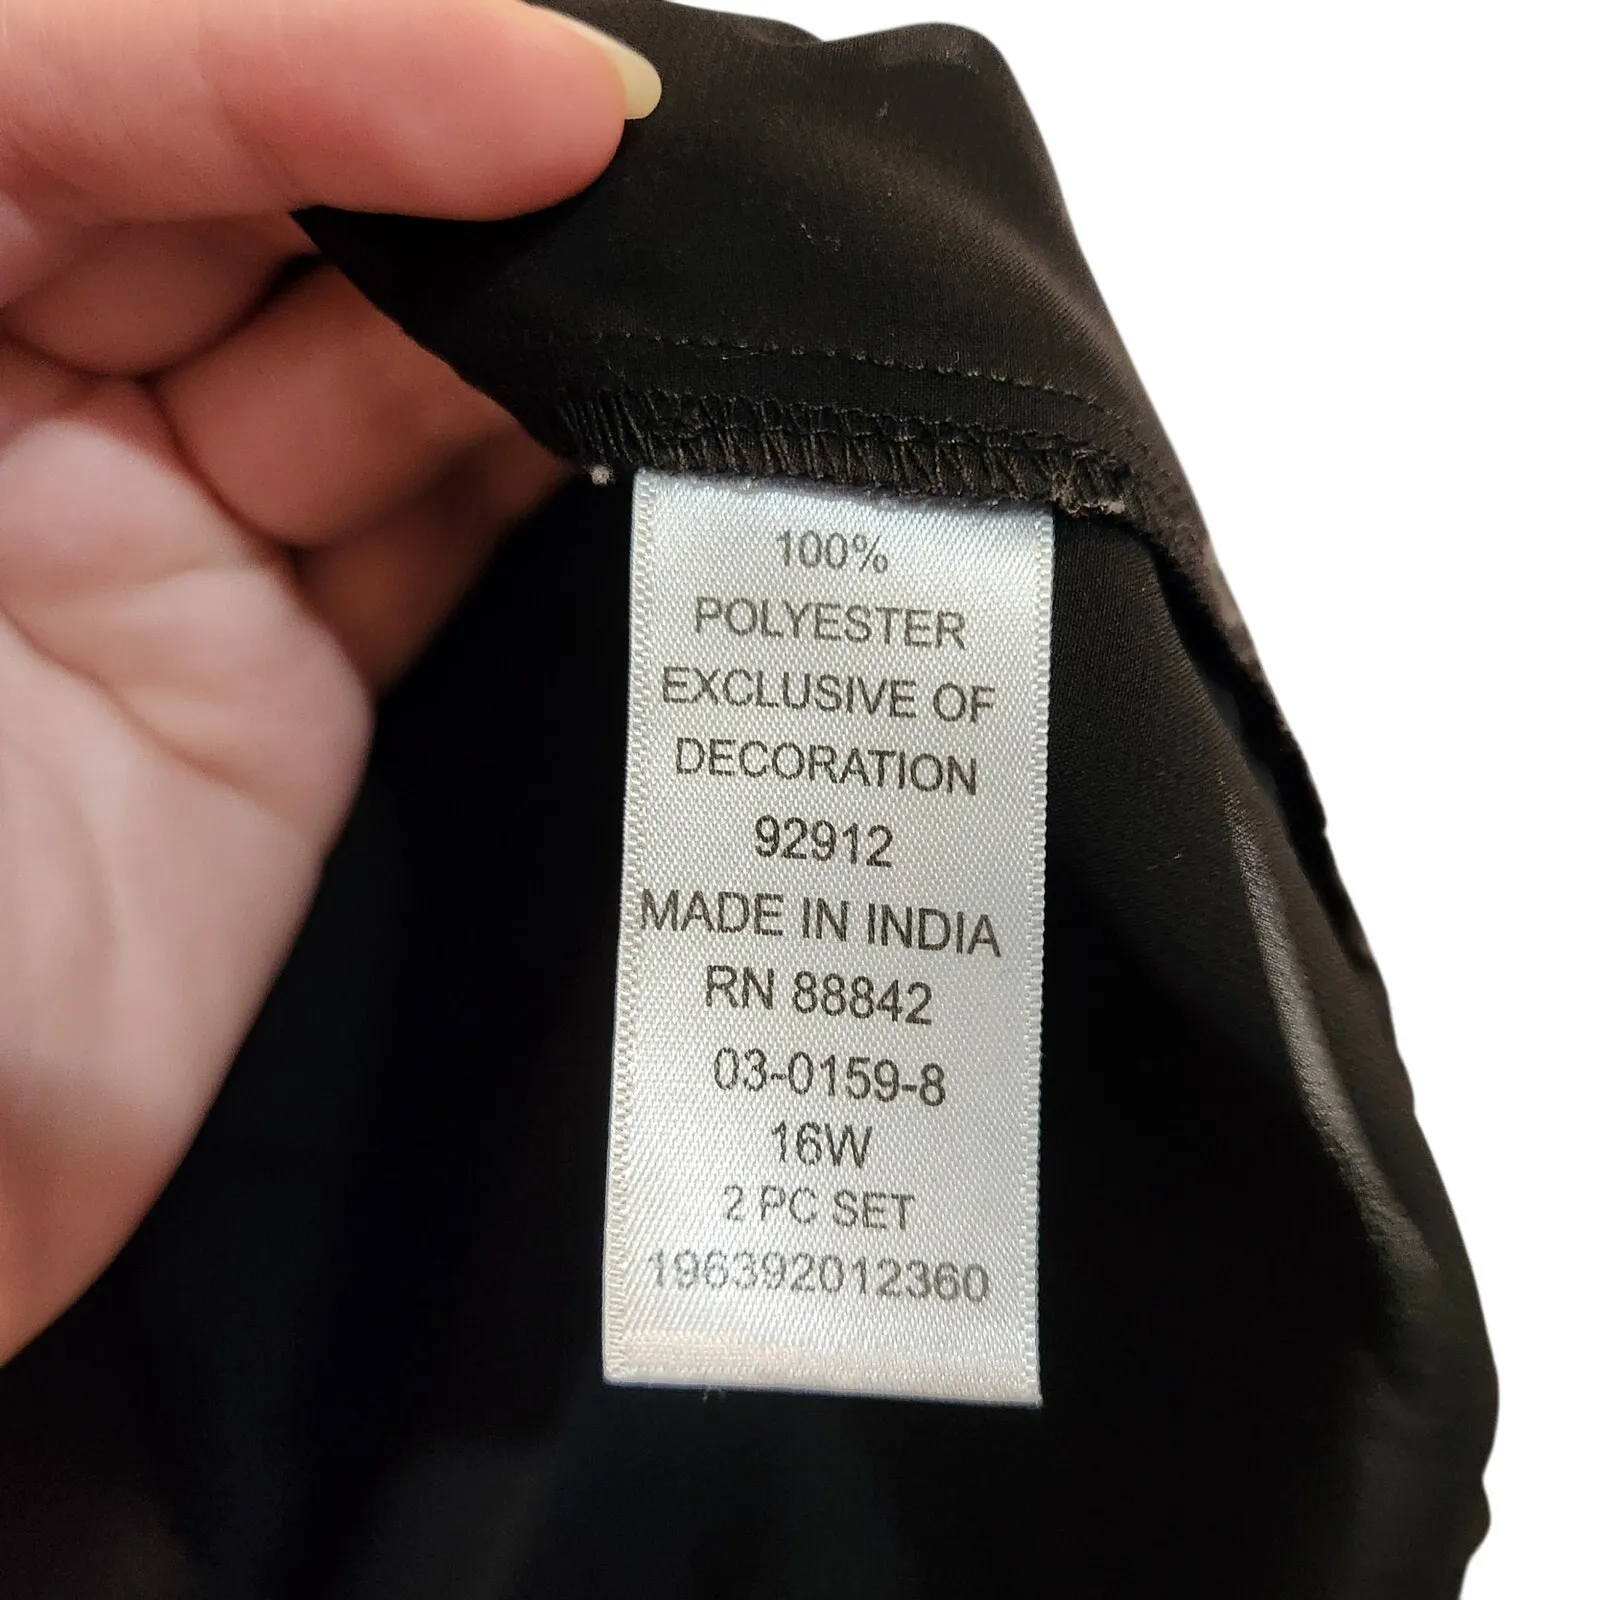 100%
POLYESTER
EXCLUSIVE OF
DECORATION
92912
MADE IN INDIA
RN 88842
03-0159-8
16W
2 PC SET
196392012360